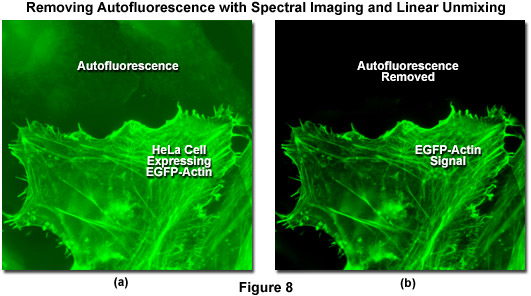 Removing Autofluorescence with Spectral Imaging and Linear Unmixing
Autofluorescence
HeLa Cell
Expressing
EGFP-Actin
Autofluorescence
Removed
EGFP-Actin
Signal
(a)
(b)
Figure 8